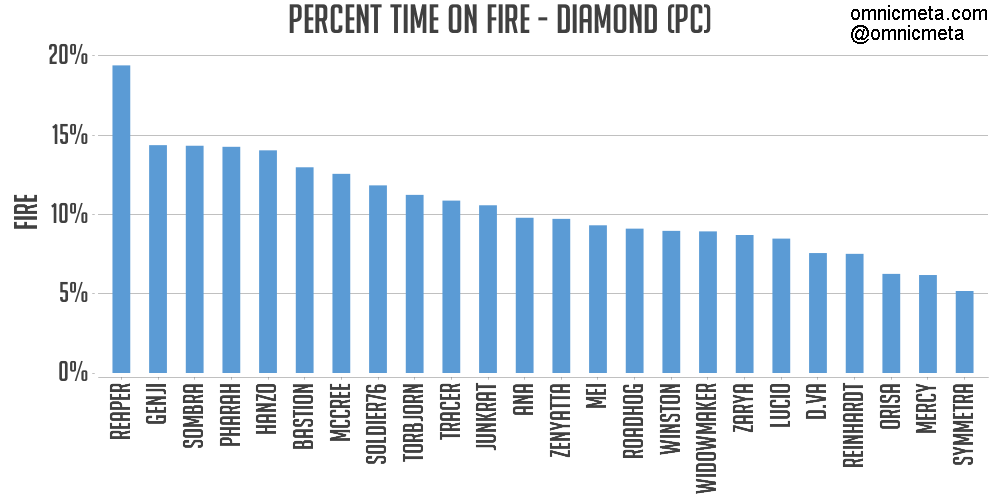 PERCENT TIME ON FIRE - DIAMOND (PC)
omnicmeta.com
@omnicmeta
20%
15%
10%
5%
0%
FIRE
REAPER
GENJI
SOMBRA
PHARAH
HANZO
BASTION
MCCREE
SOLDIER76
TORBJORN
TRACER
JUNKRAT
ANA
ZENYATTA
MEI
ROADHOG
WINSTON
WIDOWMAKER
ZARYA
LUCIO
D.VA
REINHARDT
ORISA
MERCY
SYMMETRA